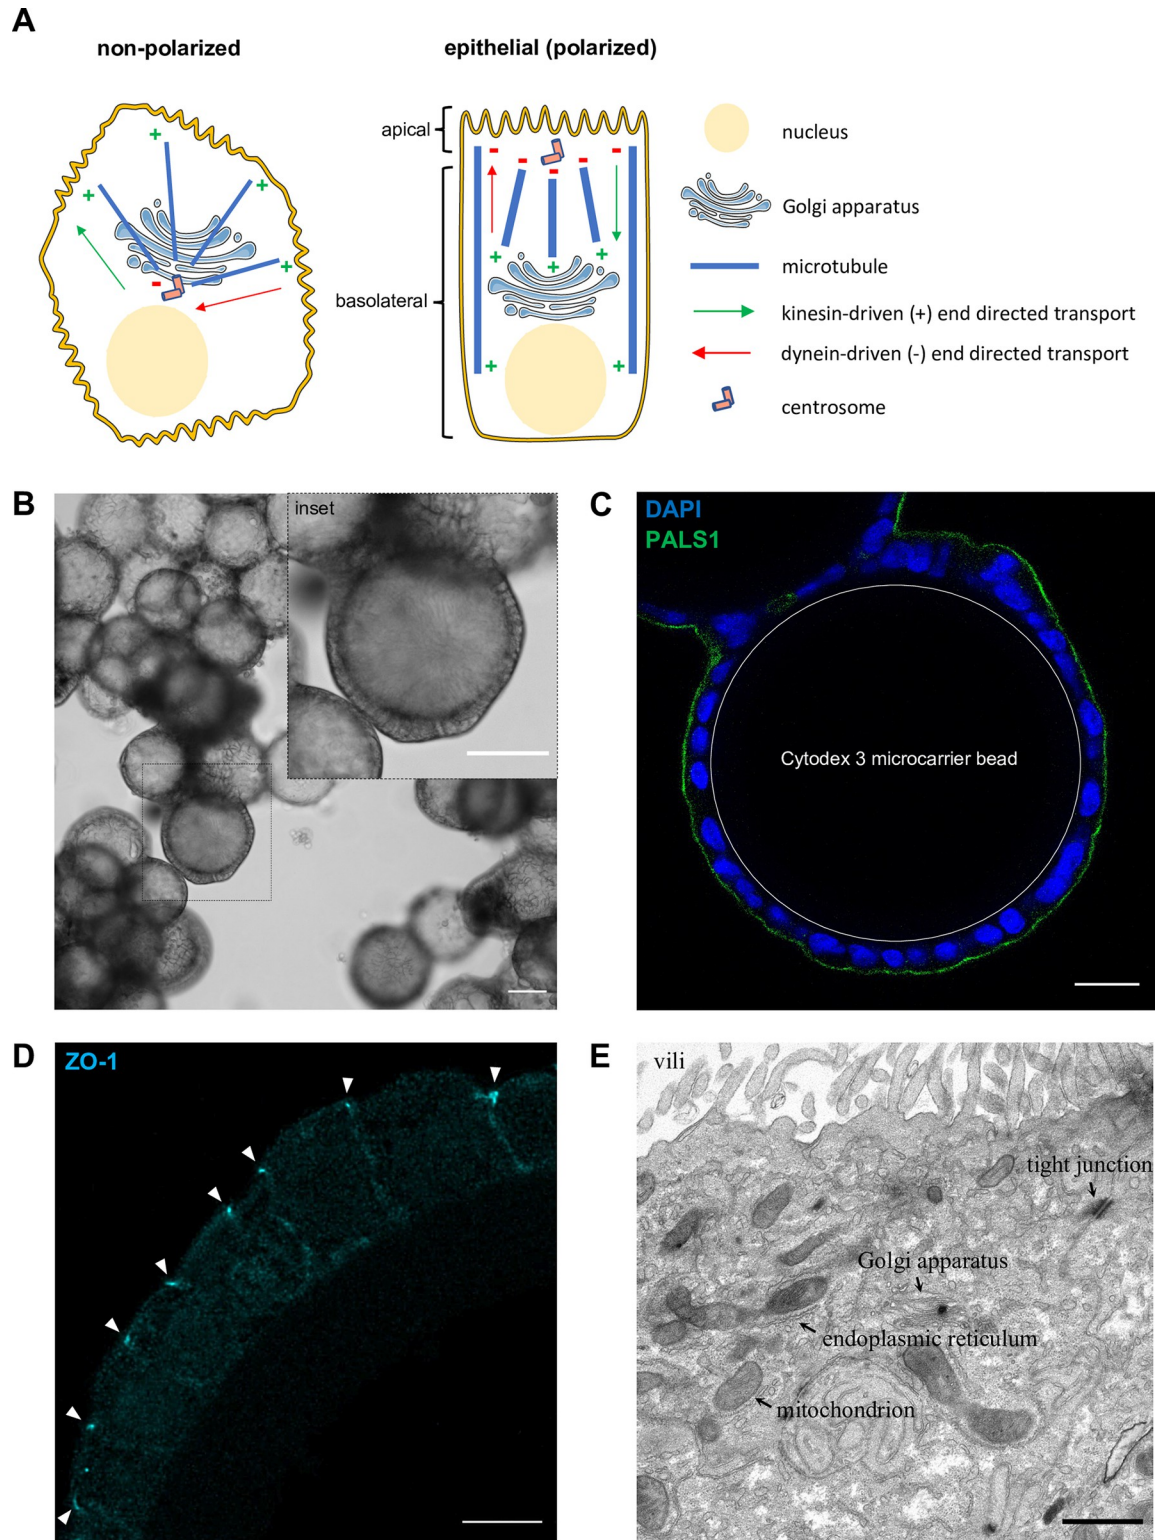 A
non-polarized
epithelial (polarized)
apical
basolateral
+
+
+
+
-
-
-
-
-
-
+
+
+
+
+
nucleus
Golgi apparatus
microtubule
kinesin-driven (+) end directed transport
dynein-driven (-) end directed transport
centrosome
B
inset
C
DAPI
PALS1
Cytodex 3 microcarrier bead
D
ZO-1
E
vili
tight junction
Golgi apparatus
endoplasmic reticulum
mitochondrion